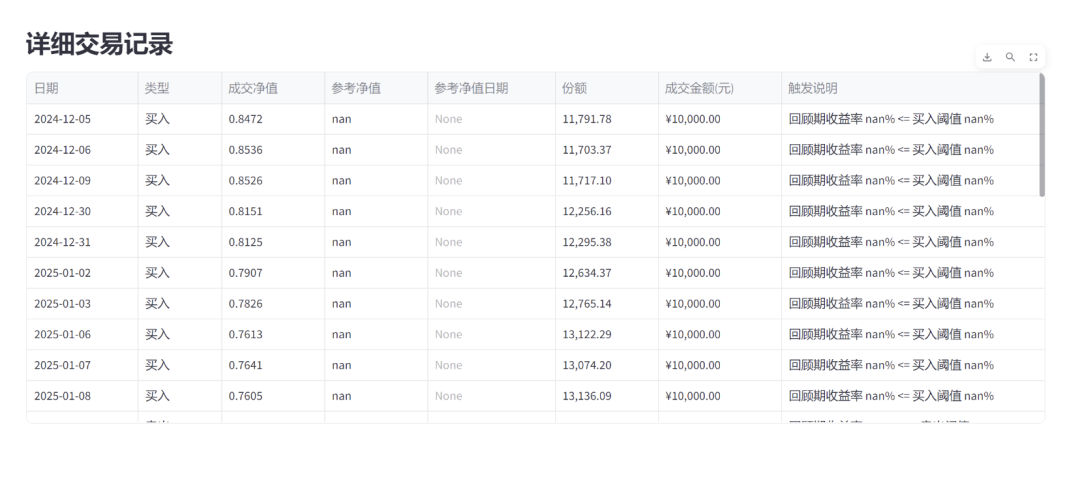 详细交易记录
日期 类型 成交净值 参考净值 参考净值日期 份额 成交金额(元) 触发说明
2024-12-05 买入 0.8472 nan None 11,791.78 ¥10,000.00 回顾期收益率 nan% <= 买入阈值 nan%
2024-12-06 买入 0.8536 nan None 11,703.37 ¥10,000.00 回顾期收益率 nan% <= 买入阈值 nan%
2024-12-09 买入 0.8526 nan None 11,717.10 ¥10,000.00 回顾期收益率 nan% <= 买入阈值 nan%
2024-12-30 买入 0.8151 nan None 12,256.16 ¥10,000.00 回顾期收益率 nan% <= 买入阈值 nan%
2024-12-31 买入 0.8125 nan None 12,295.38 ¥10,000.00 回顾期收益率 nan% <= 买入阈值 nan%
2025-01-02 买入 0.7907 nan None 12,634.37 ¥10,000.00 回顾期收益率 nan% <= 买入阈值 nan%
2025-01-03 买入 0.7826 nan None 12,765.14 ¥10,000.00 回顾期收益率 nan% <= 买入阈值 nan%
2025-01-06 买入 0.7613 nan None 13,122.29 ¥10,000.00 回顾期收益率 nan% <= 买入阈值 nan%
2025-01-07 买入 0.7641 nan None 13,074.20 ¥10,000.00 回顾期收益率 nan% <= 买入阈值 nan%
2025-01-08 买入 0.7605 nan None 13,136.09 ¥10,000.00 回顾期收益率 nan% <= 买入阈值 nan%